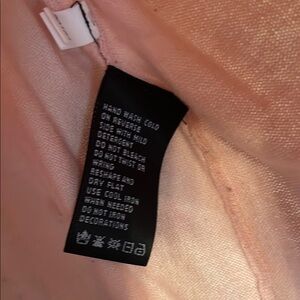 HAND WASH COLD
ON REVERSE
SIDE WITH MILD
DETERGENT
DO NOT BLEACH
DO NOT TWIST OR
WRING
RESHAPE AND
DRY FLAT
USE COOL IRON
WHEN NEEDED
DO NOT IRON
DECORATIONS